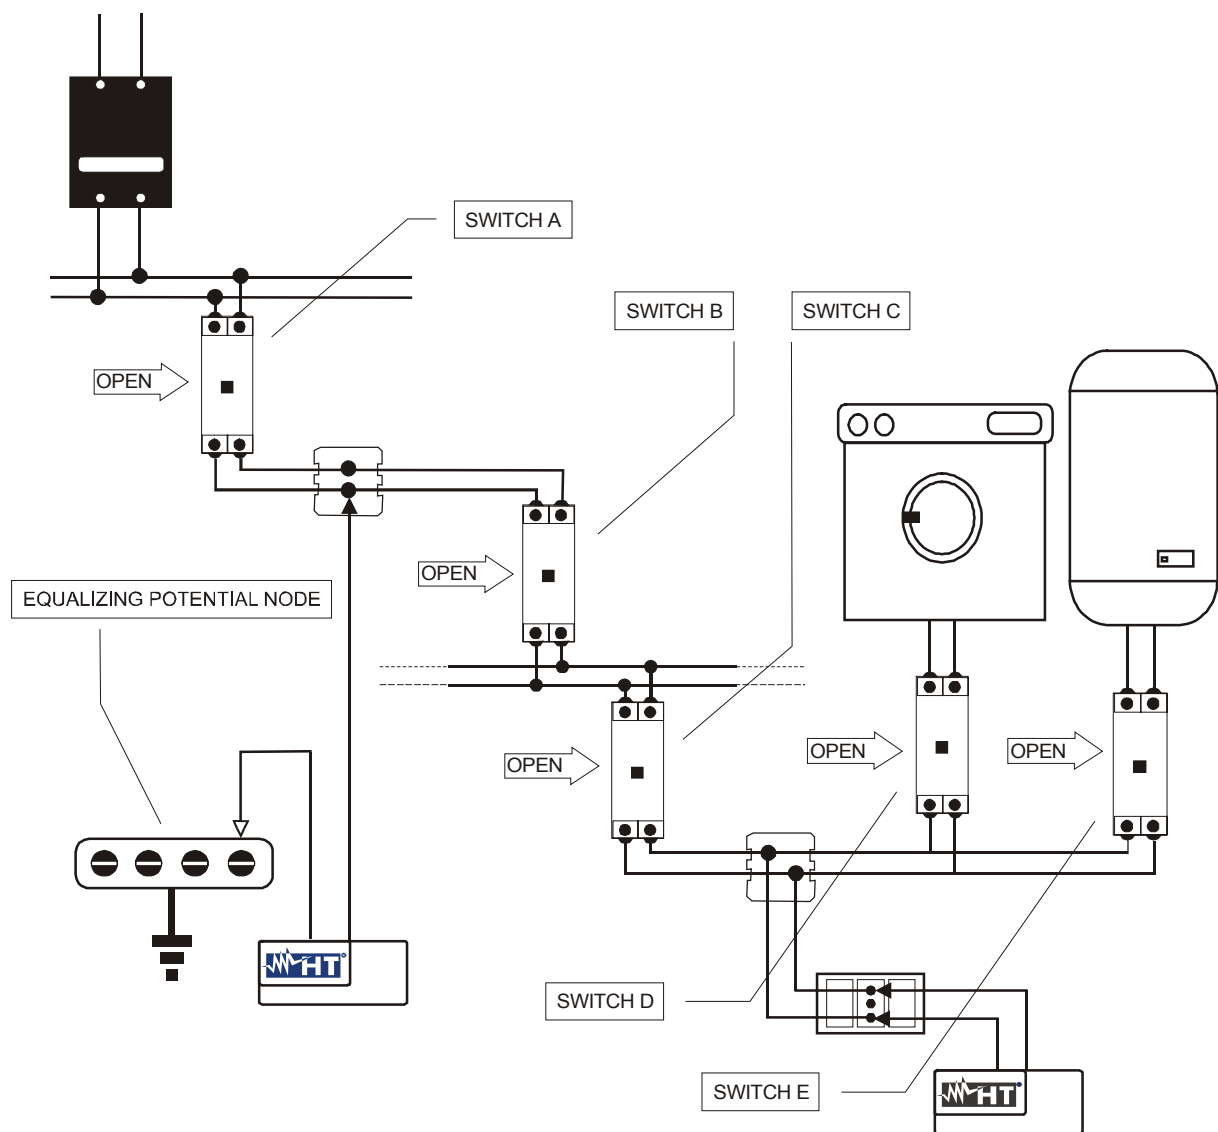 SWITCH A
SWITCH B
SWITCH C
OPEN
OPEN
EQUALIZING POTENTIAL NODE
OPEN
OPEN
OPEN
HT
SWITCH D
SWITCH E
HT